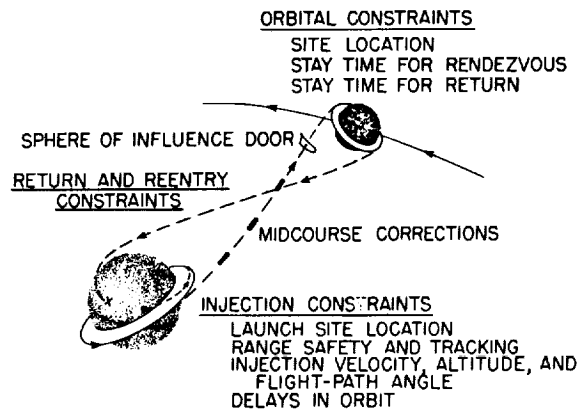 ORBITAL CONSTRAINTS
SITE LOCATION
STAY TIME FOR RENDEZVOUS
STAY TIME FOR RETURN
SPHERE OF INFLUENCE DOOR
RETURN AND REENTRY
CONSTRAINTS
MIDCOURSE CORRECTIONS
INJECTION CONSTRAINTS
LAUNCH SITE LOCATION
RANGE SAFETY AND TRACKING
INJECTION VELOCITY, ALTITUDE, AND
FLIGHT-PATH ANGLE
DELAYS IN ORBIT